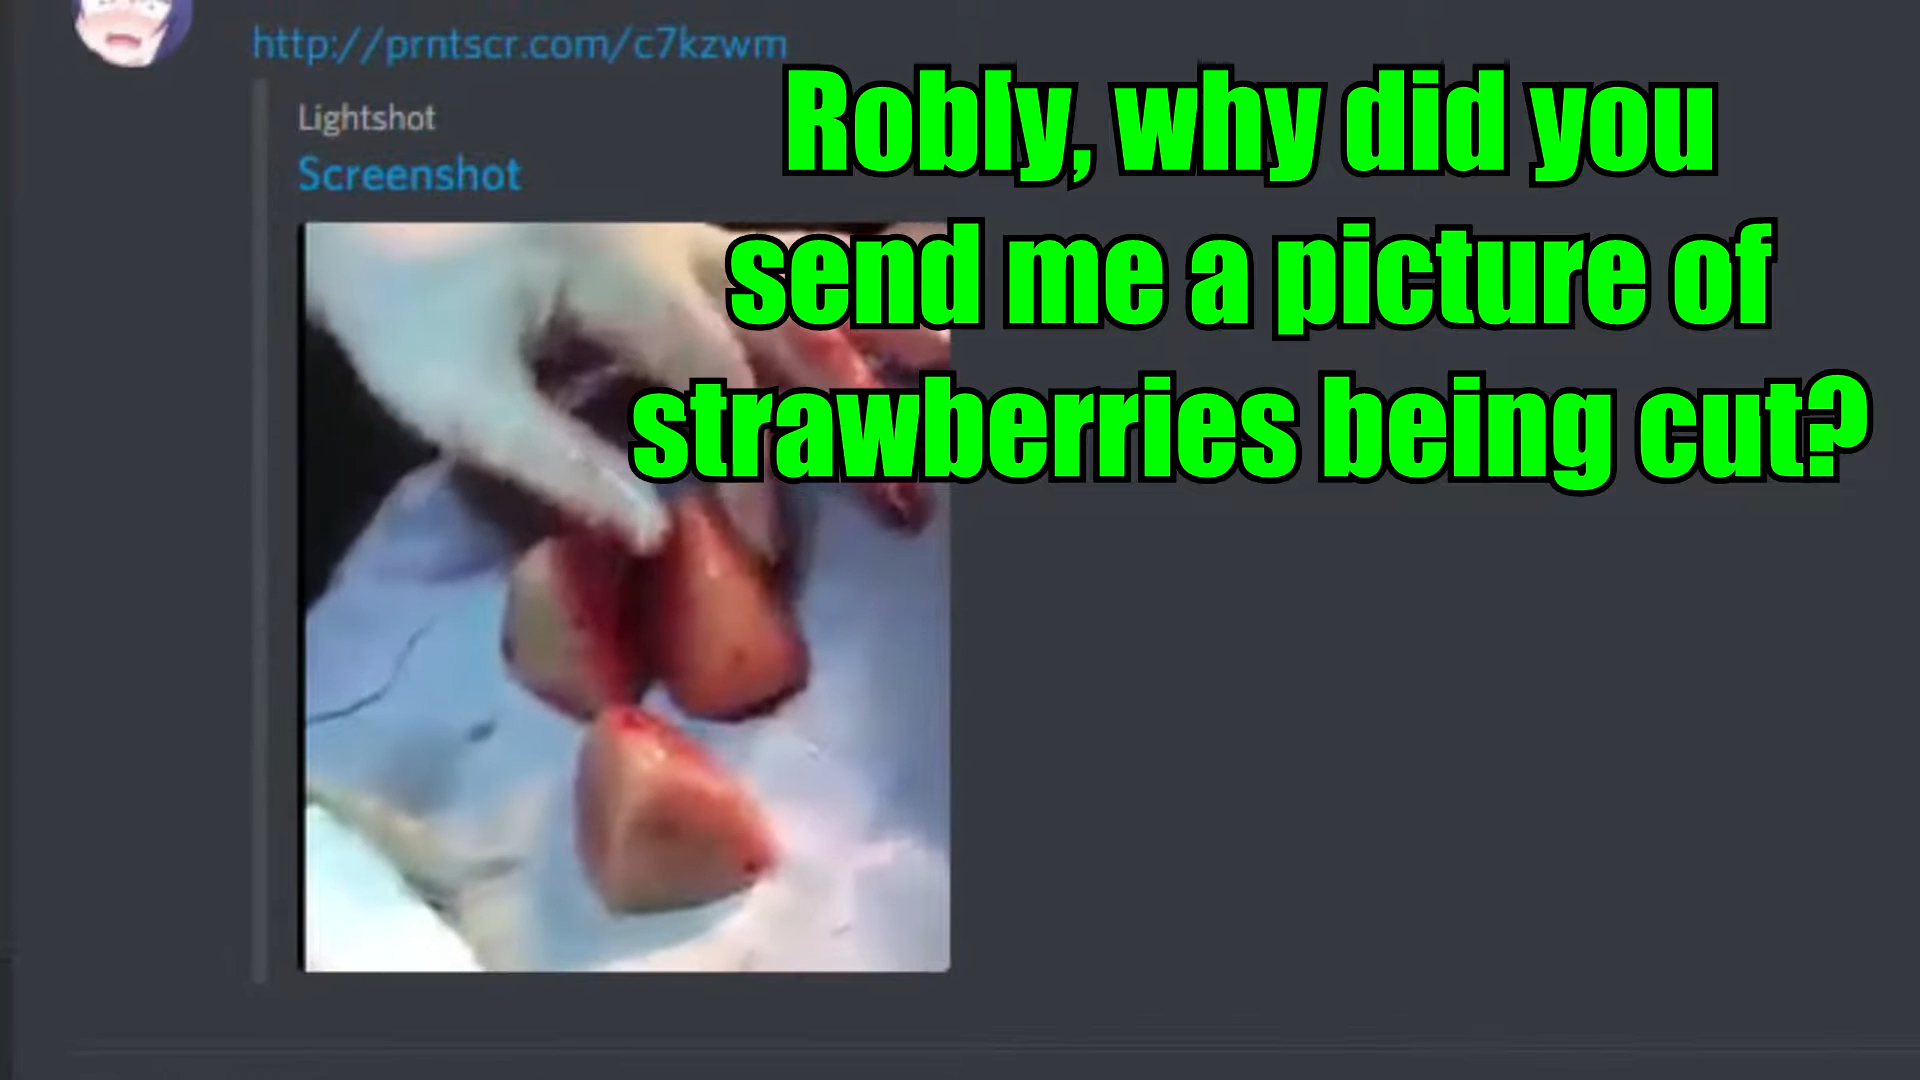 http://prntscr.com/c7kzwm
Lightshot
Screenshot
Robly, why did you
send me a picture of
strawberries being cut?